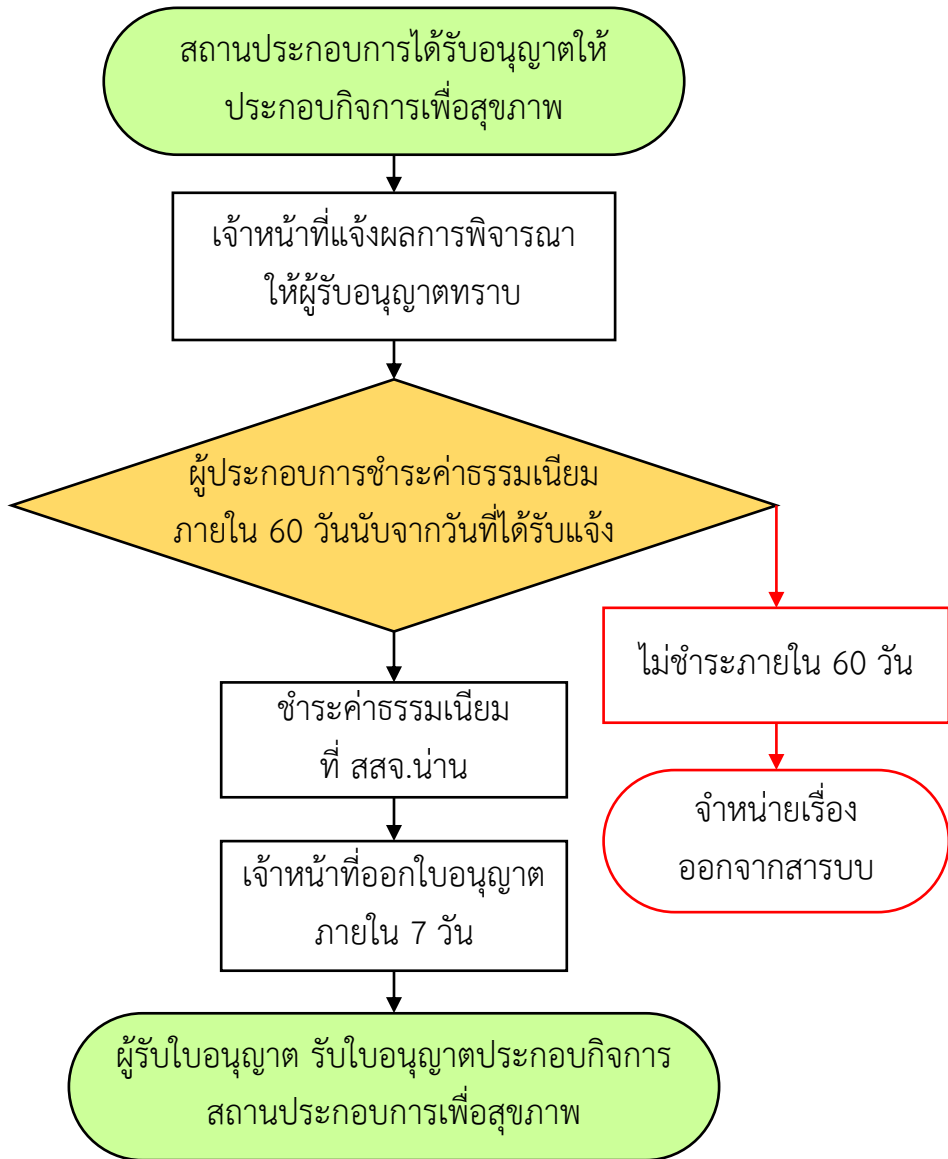 สถานประกอบการได้รับอนุญาตให้
ประกอบกิจการเพื่อสุขภาพ
เจ้าหน้าที่แจ้งผลการพิจารณา
ให้ผู้รับอนุญาตทราบ
ผู้ประกอบการชำระค่าธรรมเนียม
ภายใน 60 วันนับจากวันที่ได้รับแจ้ง
ไม่ชำระภายใน 60 วัน
ชำระค่าธรรมเนียม
ที่ สสจ.น่าน
จำหน่ายเรื่อง
ออกจากสารบบ
เจ้าหน้าที่ออกใบอนุญาต
ภายใน 7 วัน
ผู้รับใบอนุญาต รับใบอนุญาตประกอบกิจการ
สถานประกอบการเพื่อสุขภาพ